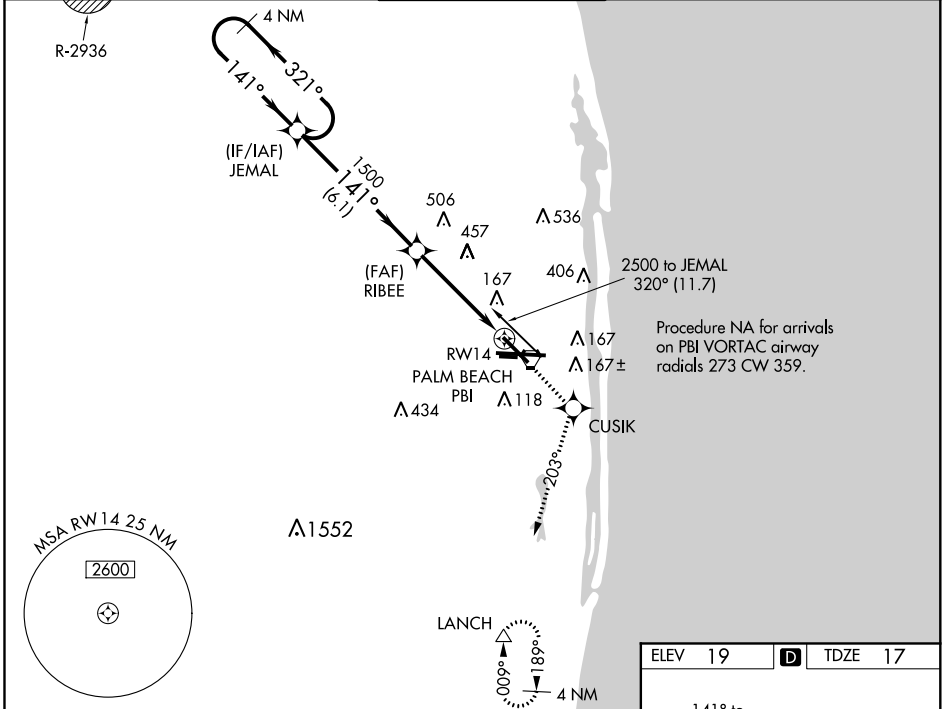 4 NM
R-2936
141°
321°
(IF/IAF)
JEMAL
1500
141°
(6.1)
506
457
536
(FAF)
RIBEE
167
406
2500 to JEMAL
320° (11.7)
RW14
167
167±
Procedure NA for arrivals
on PBI VORTAC airway
radials 273 CW 359.
PALM BEACH
PBI
118
434
CUSIK
203°
1552
MSA RW14 25 NM
2600
LANCH
009°
189°
4 NM
ELEV 19 D TDZE 17
141° to